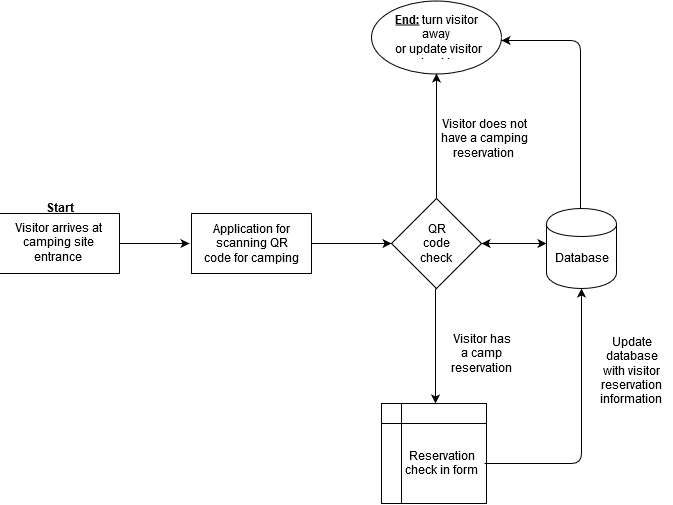 End: turn visitor
away
or update visitor
Visitor does not
have a camping
reservation
Start
Visitor arrives at
camping site
entrance
Application for
scanning QR
code for camping
QR
code
check
Database
Visitor has
a camp
reservation
Update
database
with visitor
reservation
information
Reservation
check in form